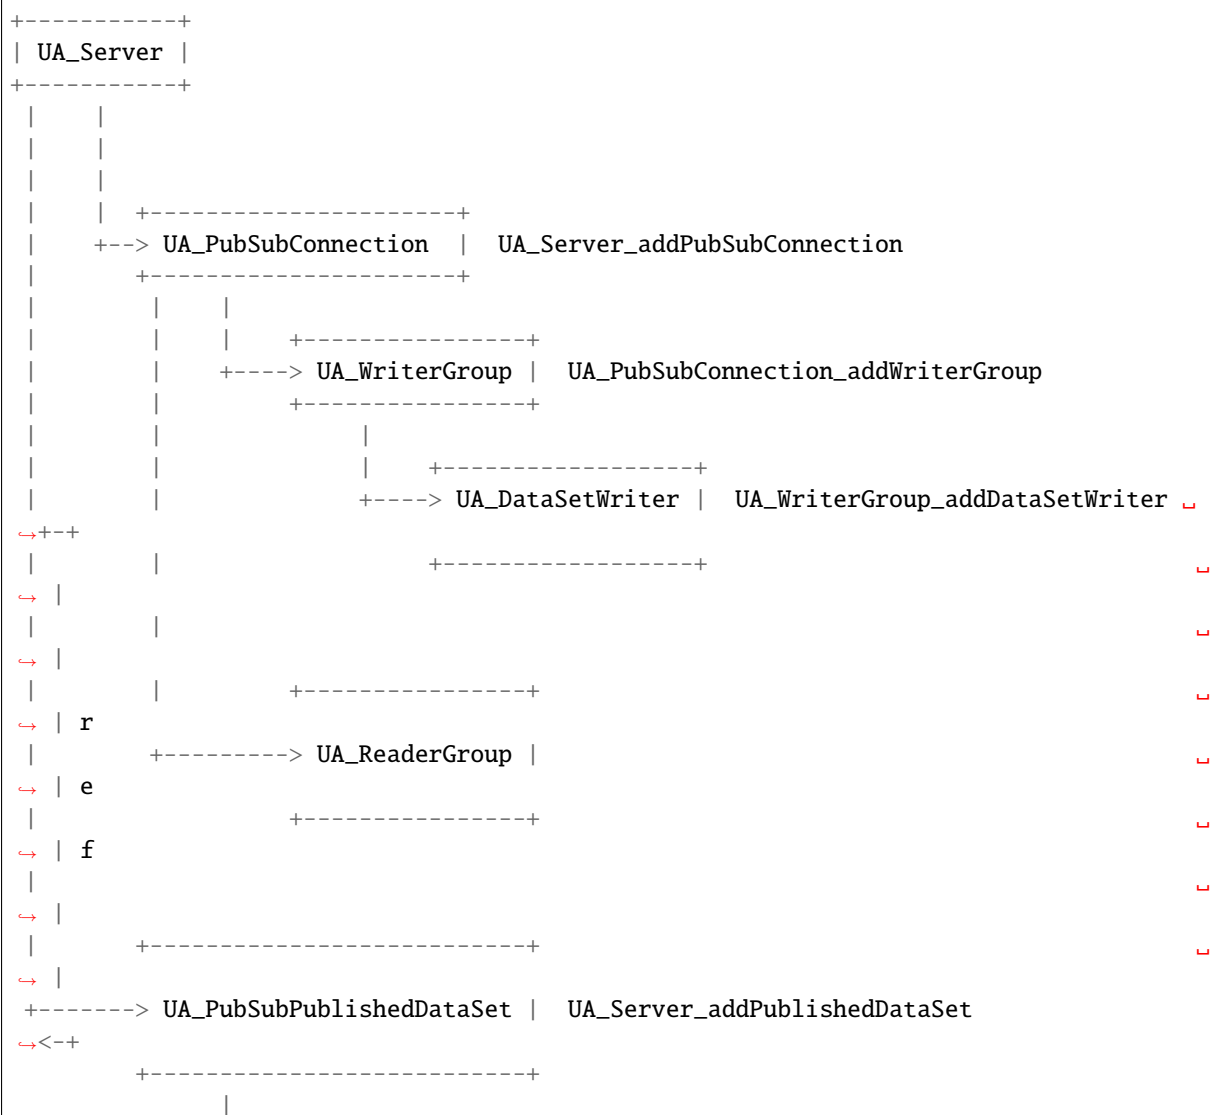 +-----------+
| UA_Server |
+-----------+
 |    |
 |    |
 |    |
 |    |  +----------------------+
 |    +--> UA_PubSubConnection  |  UA_Server_addPubSubConnection
 |       +----------------------+
 |        |    |
 |        |    |    +----------------+
 |        |    +----> UA_WriterGroup |  UA_PubSubConnection_addWriterGroup
 |        |         +----------------+
 |        |              |
 |        |              |    +------------------+
 |        |              +----> UA_DataSetWriter |  UA_WriterGroup_addDataSetWriter ␣
↪+-+
 |        |                   +------------------+                                   ␣
↪ |
 |        |                                                                          ␣
↪ |
 |        |         +----------------+                                               ␣
↪ | r
 |        +---------> UA_ReaderGroup |                                               ␣
↪ | e
 |                  +----------------+                                               ␣
↪ | f
 |                                                                                   ␣
↪ |
 |       +---------------------------+                                               ␣
↪ |
 +-------> UA_PubSubPublishedDataSet |  UA_Server_addPublishedDataSet
↪<-+
         +---------------------------+
               |